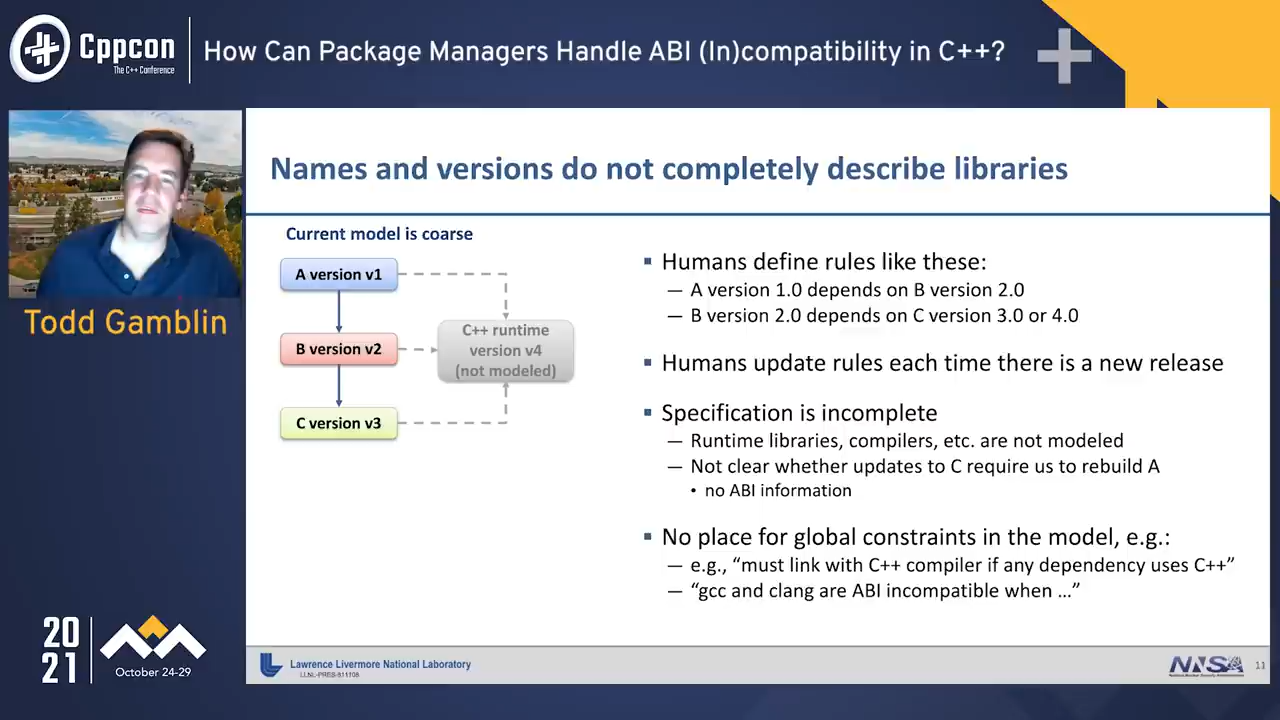 Cppcon
The C++ Conference
How Can Package Managers Handle ABI (In)compatibility in C++?
Todd Gamblin
Names and versions do not completely describe libraries
Current model is coarse
A version v1
B version v2
C version v3
C++ runtime
version v4
(not modeled)
▪ Humans define rules like these:
— A version 1.0 depends on B version 2.0
— B version 2.0 depends on C version 3.0 or 4.0
▪ Humans update rules each time there is a new release
▪ Specification is incomplete
— Runtime libraries, compilers, etc. are not modeled
— Not clear whether updates to C require us to rebuild A
• no ABI information
▪ No place for global constraints in the model, e.g.:
— e.g., “must link with C++ compiler if any dependency uses C++”
— “gcc and clang are ABI incompatible when …”
20
21
October 24-29
Lawrence Livermore National Laboratory
NNSA
National Nuclear Security Administration
11